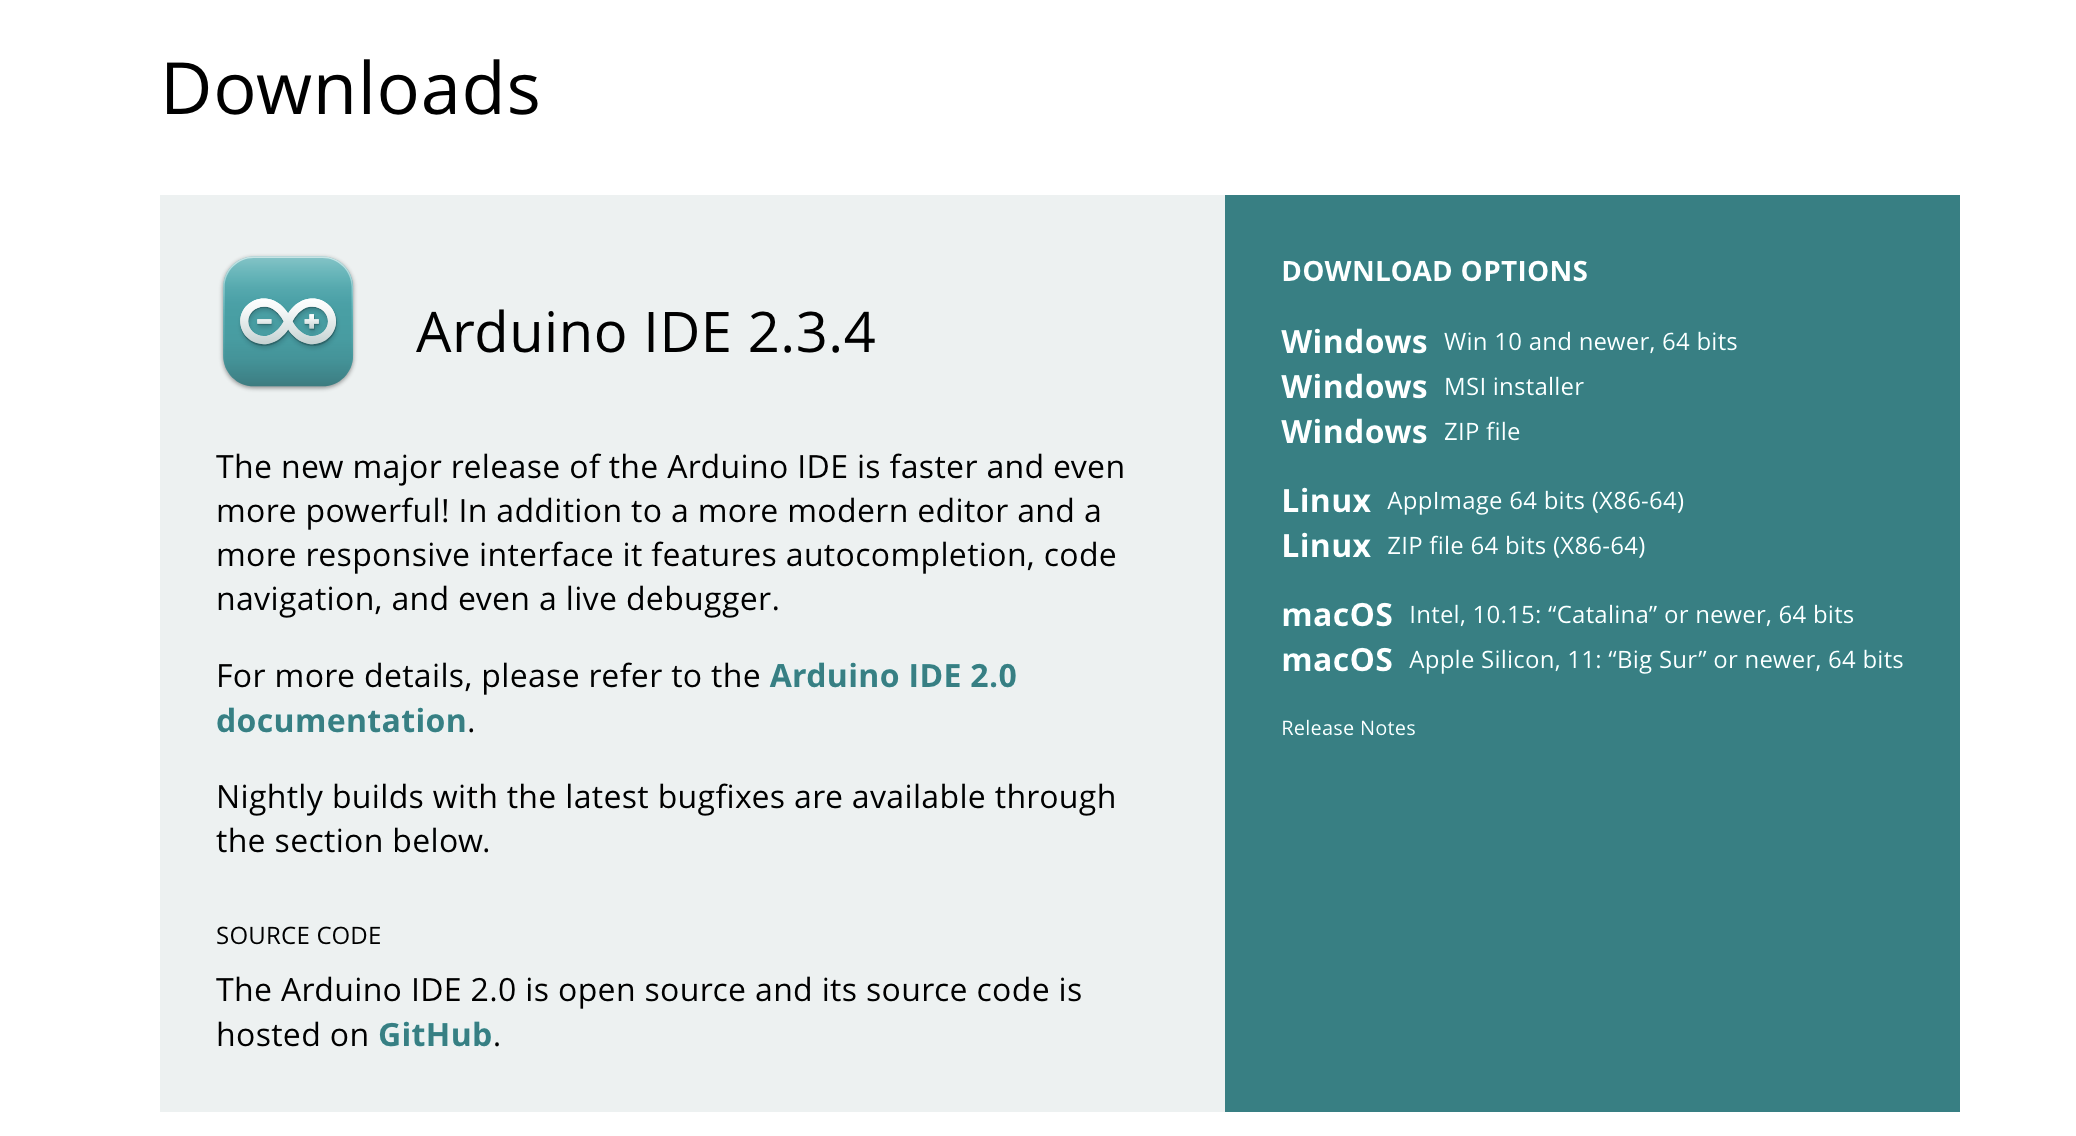 Downloads
Arduino IDE 2.3.4
The new major release of the Arduino IDE is faster and even
more powerful! In addition to a more modern editor and a
more responsive interface it features autocompletion, code
navigation, and even a live debugger.
For more details, please refer to the Arduino IDE 2.0
documentation.
Nightly builds with the latest bugfixes are available through
the section below.
SOURCE CODE
The Arduino IDE 2.0 is open source and its source code is
hosted on GitHub.
DOWNLOAD OPTIONS
Windows Win 10 and newer, 64 bits
Windows MSI installer
Windows ZIP file
Linux AppImage 64 bits (X86-64)
Linux ZIP file 64 bits (X86-64)
macOS Intel, 10.15: “Catalina” or newer, 64 bits
macOS Apple Silicon, 11: “Big Sur” or newer, 64 bits
Release Notes